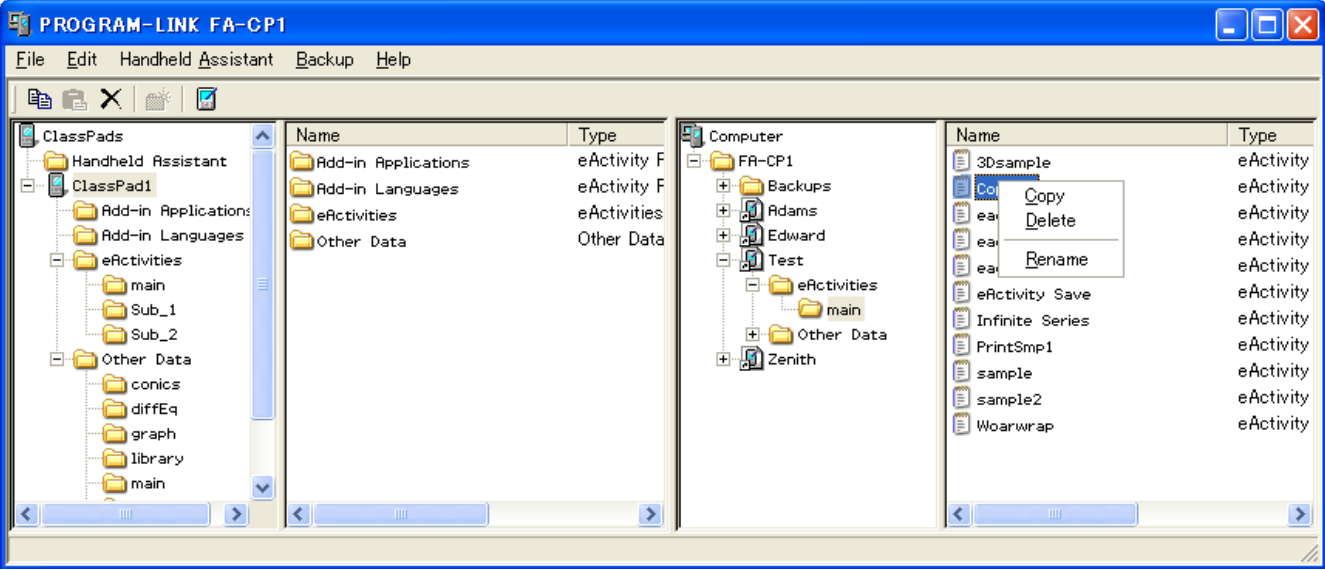 PROGRAM-LINK FA-CP1
File Edit Handheld Assistant Backup Help
ClassPads
Handheld Assistant
ClassPad1
Add-in Applications
Add-in Languages
eActivities
main
Sub_1
Sub_2
Other Data
conics
diffEq
graph
library
main
Name Type
Add-in Applications eActivity F
Add-in Languages eActivity F
eActivities eActivities
Other Data Other Data
Computer
FA-CP1
Backups
Adams
Edward
Test
eActivities
main
Other Data
Zenith
Name Type
3Dsample eActivity
eActivity
eActivity
eActivity
eActivity
eActivity Save eActivity
Infinite Series eActivity
PrintSmp1 eActivity
sample eActivity
sample2 eActivity
Woarwrap eActivity
Copy
Delete
Rename